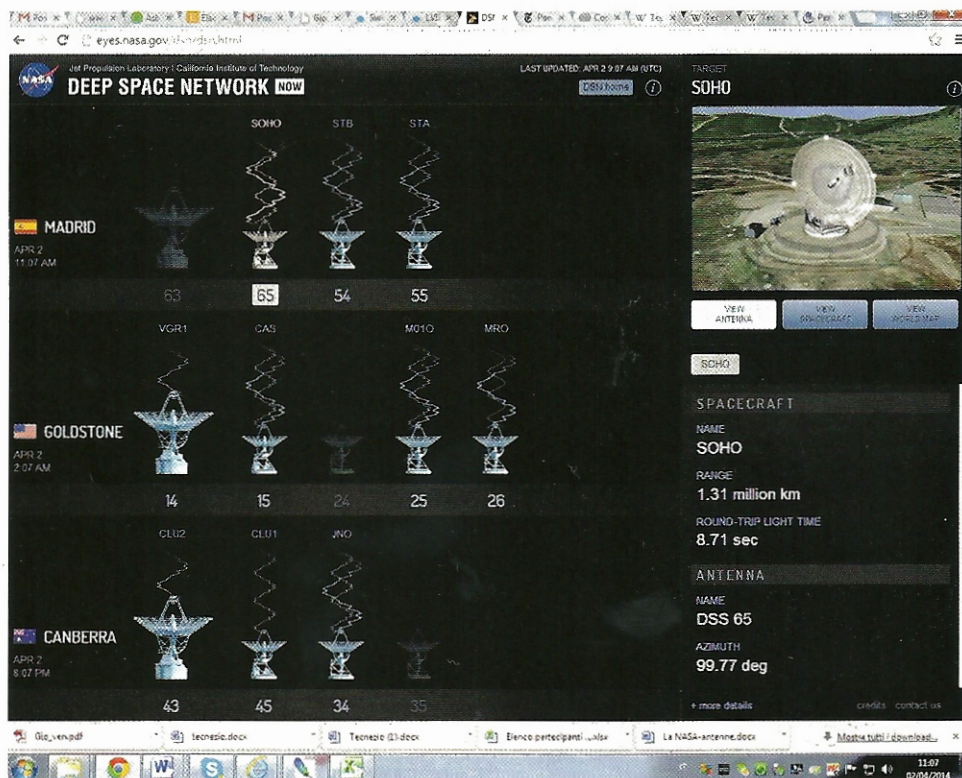 eyes.nasa.gov
NASA
Jet Propulsion Laboratory | California Institute of Technology
DEEP SPACE NETWORK NOW
LAST UPDATED: APR 2 9:07 AM (UTC)
DSN home
TARGET
SOHO
SOHO STB STA
MADRID
APR 2
11:07 AM
63 65 54 55
VIEW ANTENNA
VIEW SPACECRAFT
VIEW WORLD MAP
VGR1 CAS M01O MRO
GOLDSTONE
APR 2
2:07 AM
14 15 24 25 26
CLU2 CLU1 JNO
CANBERRA
APR 2
8:07 PM
43 45 34 35
SOHO
SPACECRAFT
NAME
SOHO
RANGE
1.31 million km
ROUND-TRIP LIGHT TIME
8.71 sec
ANTENNA
NAME
DSS 65
AZIMUTH
99.77 deg
+ more details
credits contact us
Gio_ven.pdf
tecnezio.docx
Tecnezio (1).docx
Elenco partecipanti ....xlsx
La NASA-antenne.docx
Mostra tutti i download...
11:07
02/04/2014